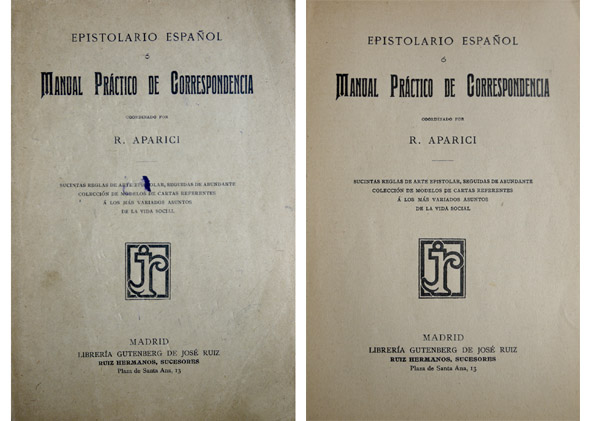 EPISTOLARIO ESPAÑOL
ó
MANUAL PRÁCTICO DE CORRESPONDENCIA
COORDINADO POR
R. APARICI
SUCINTAS REGLAS DE ARTE EPISTOLAR, SEGUIDAS DE ABUNDANTE
COLECCIÓN DE MODELOS DE CARTAS REFERENTES
Á LOS MÁS VARIADOS ASUNTOS
DE LA VIDA SOCIAL
jr
MADRID
LIBRERÍA GUTENBERG DE JOSÉ RUIZ
RUIZ HERMANOS, SUCESORES
Plaza de Santa Ana, 13
EPISTOLARIO ESPAÑOL
ó
MANUAL PRÁCTICO DE CORRESPONDENCIA
COORDINADO POR
R. APARICI
SUCINTAS REGLAS DE ARTE EPISTOLAR, SEGUIDAS DE ABUNDANTE
COLECCIÓN DE MODELOS DE CARTAS REFERENTES
Á LOS MÁS VARIADOS ASUNTOS
DE LA VIDA SOCIAL
jr
MADRID
LIBRERÍA GUTENBERG DE JOSÉ RUIZ
RUIZ HERMANOS, SUCESORES
Plaza de Santa Ana, 13